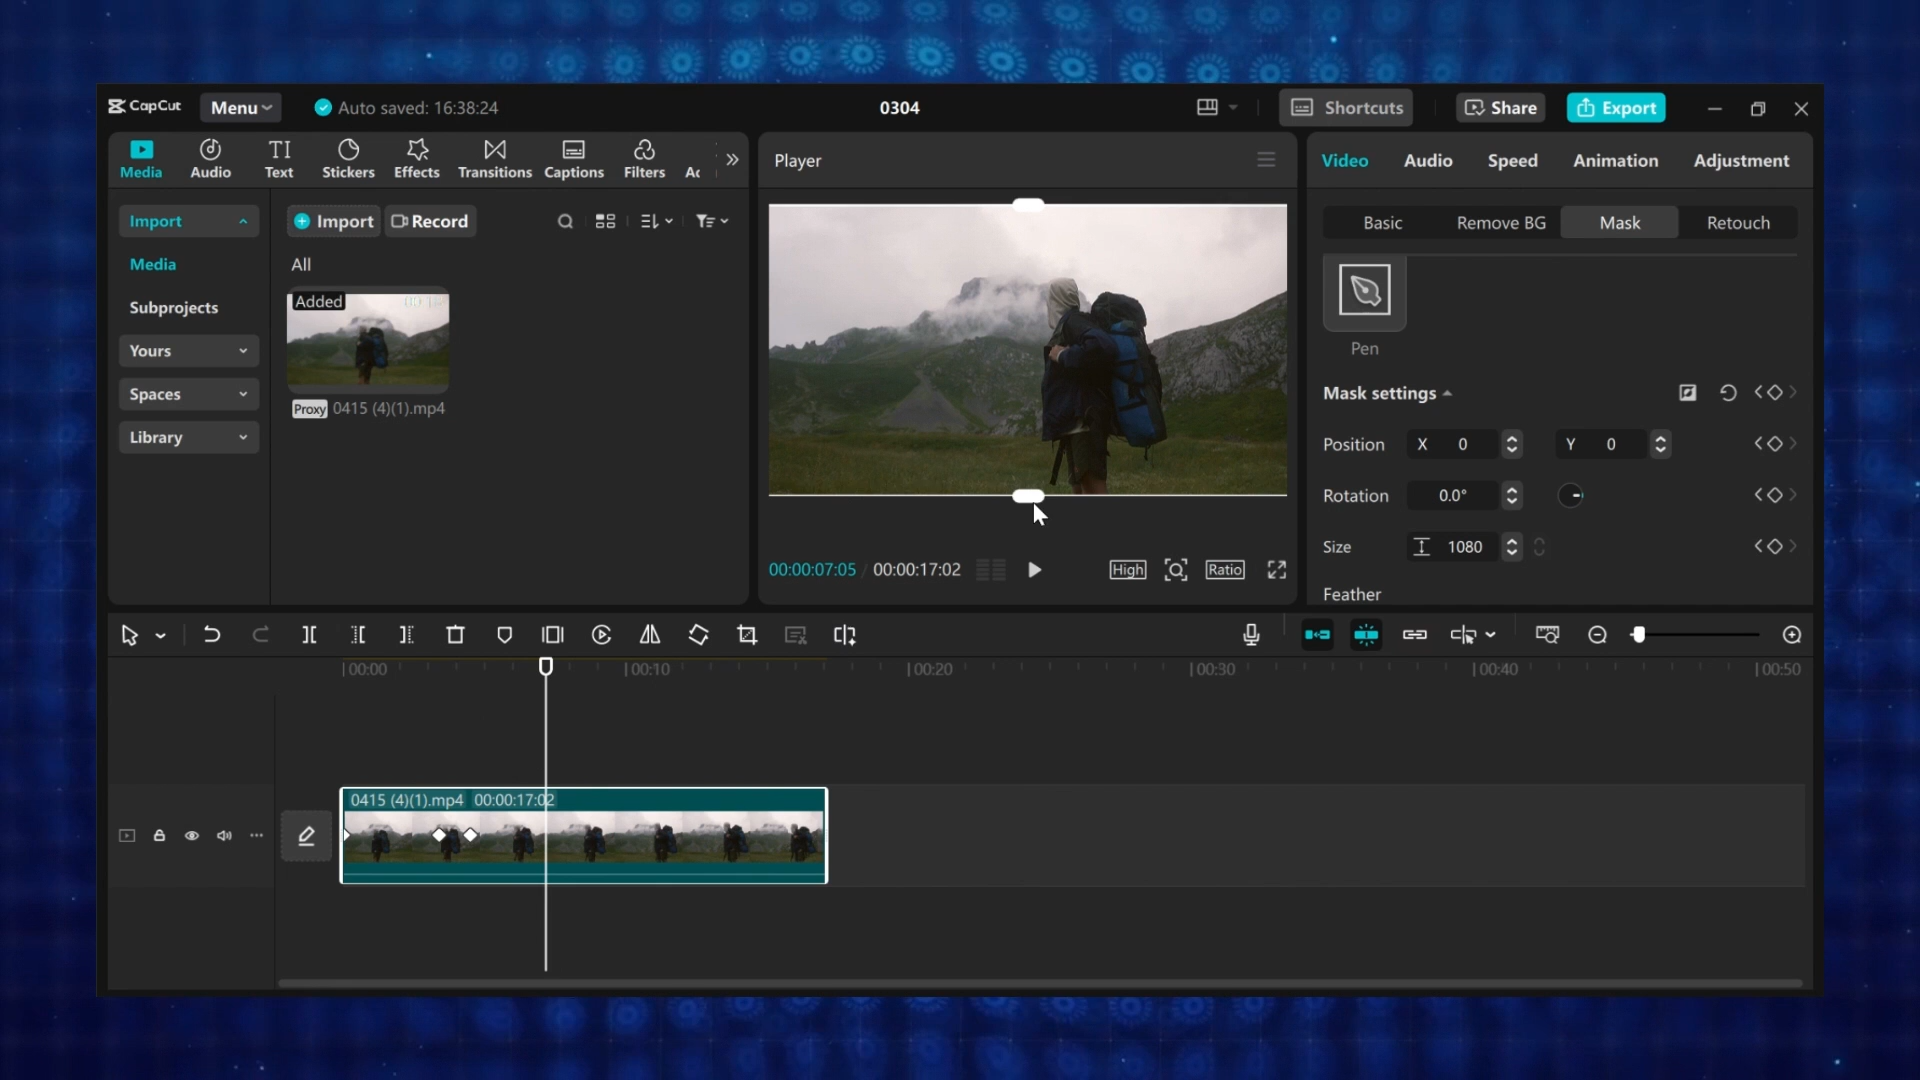 CapCut Menu Auto saved: 16:38:24 0304 Shortcuts Share Export
Media Audio Text Stickers Effects Transitions Captions Filters
Player
Video Audio Speed Animation Adjustment
Import
Import Record
Basic Remove BG Mask Retouch
Media
All
Subprojects
Added
Yours
Pen
Spaces
Mask settings
Proxy 0415 (4)(1).mp4
Library
Position X 0 Y 0
Rotation 0.0°
Size 1080
00:00:07:05 / 00:00:17:02 High Ratio
Feather
00:00 00:10 00:20 00:30 00:40 00:50
0415 (4)(1).mp4 00:00:17:02